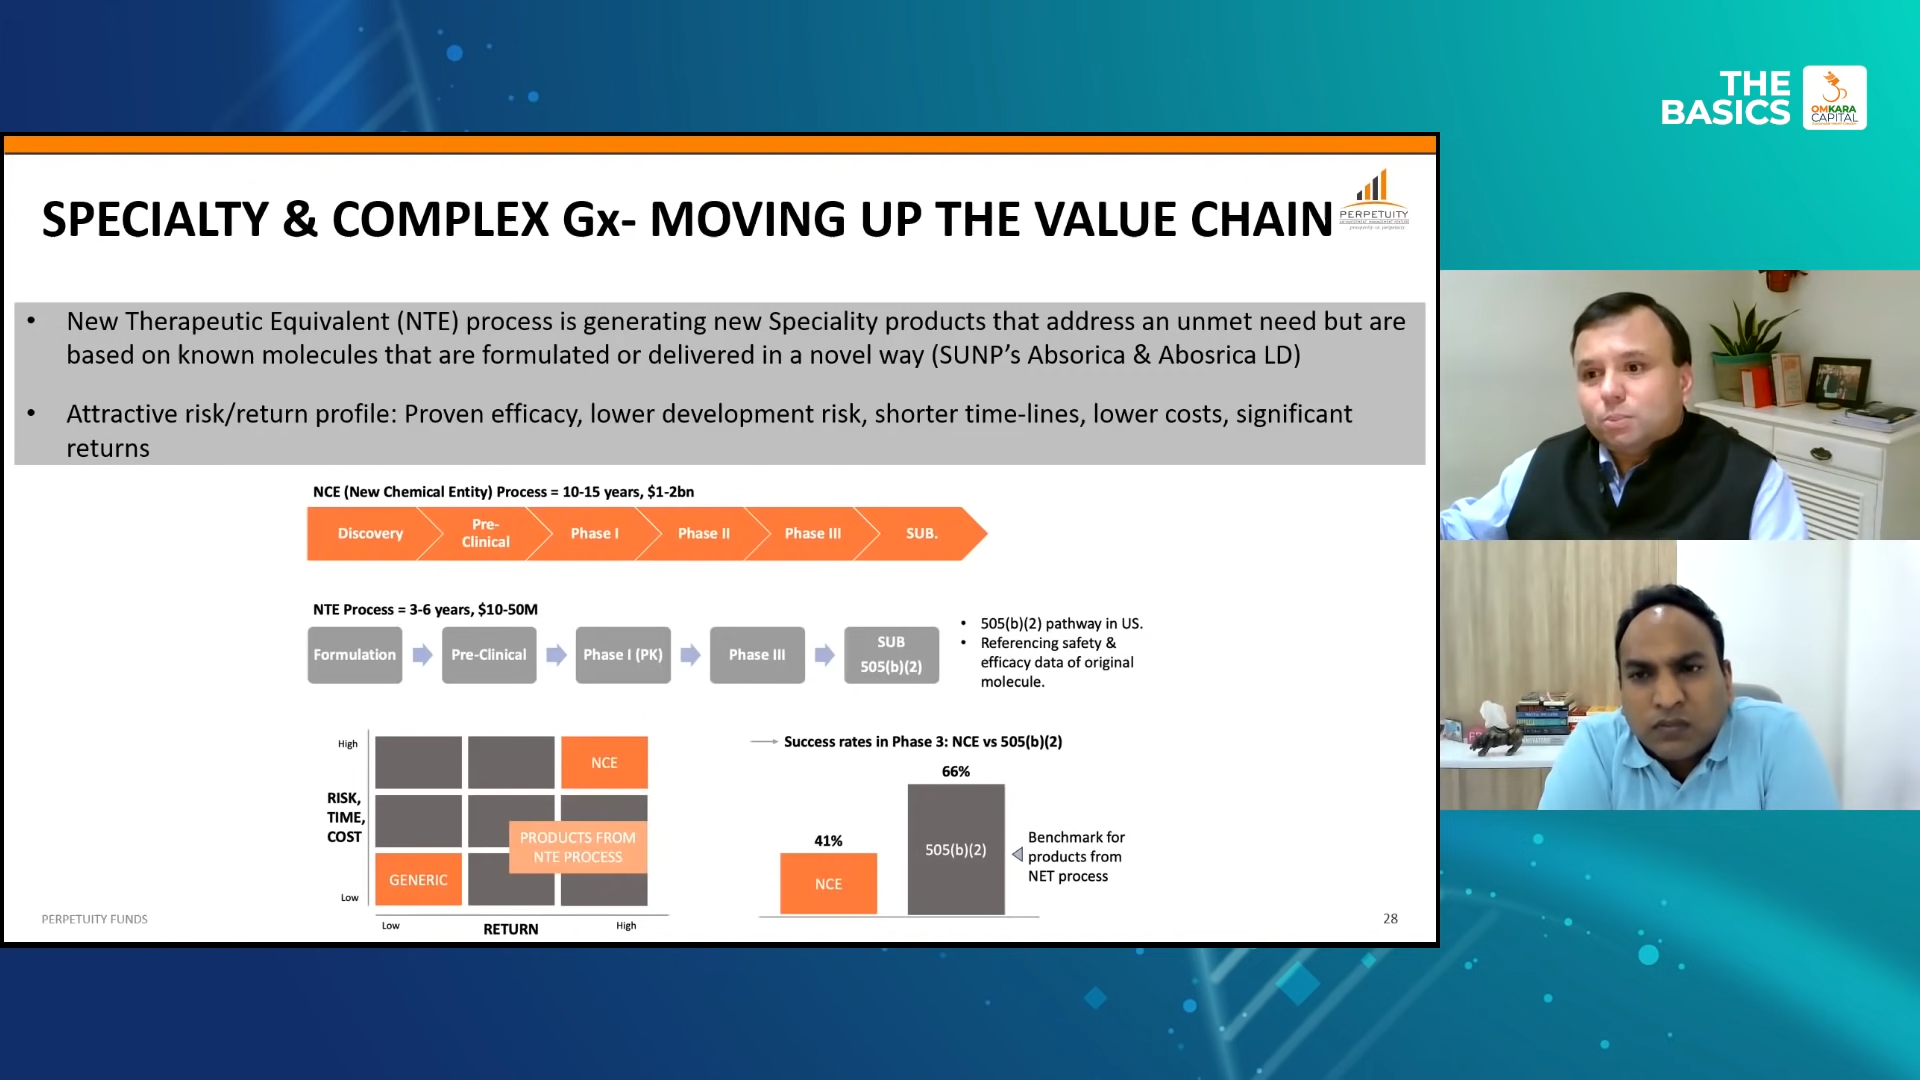 THE
BASICS
OMKARA
CAPITAL
SPECIALTY & COMPLEX Gx- MOVING UP THE VALUE CHAIN
PERPETUITY
• New Therapeutic Equivalent (NTE) process is generating new Speciality products that address an unmet need but are
based on known molecules that are formulated or delivered in a novel way (SUNP’s Absorica & Abosrica LD)
• Attractive risk/return profile: Proven efficacy, lower development risk, shorter time-lines, lower costs, significant
returns
NCE (New Chemical Entity) Process = 10-15 years, $1-2bn
Discovery
Pre-
Clinical
Phase I
Phase II
Phase III
SUB.
NTE Process = 3-6 years, $10-50M
Formulation
Pre-Clinical
Phase I (PK)
Phase III
SUB
505(b)(2)
• 505(b)(2) pathway in US.
• Referencing safety &
efficacy data of original
molecule.
High
RISK,
TIME,
COST
Low
NCE
PRODUCTS FROM
NTE PROCESS
GENERIC
Low
RETURN
High
Success rates in Phase 3: NCE vs 505(b)(2)
66%
41%
505(b)(2)
NCE
Benchmark for
products from
NET process
PERPETUITY FUNDS
28